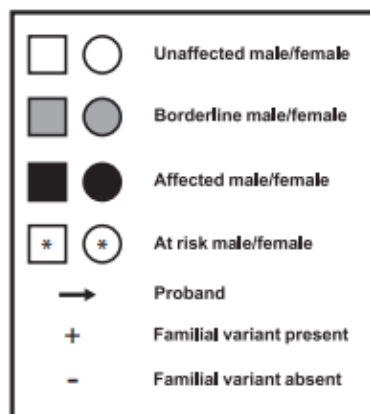 Unaffected male/female
Borderline male/female
Affected male/female
* * At risk male/female
Proband
+ Familial variant present
- Familial variant absent